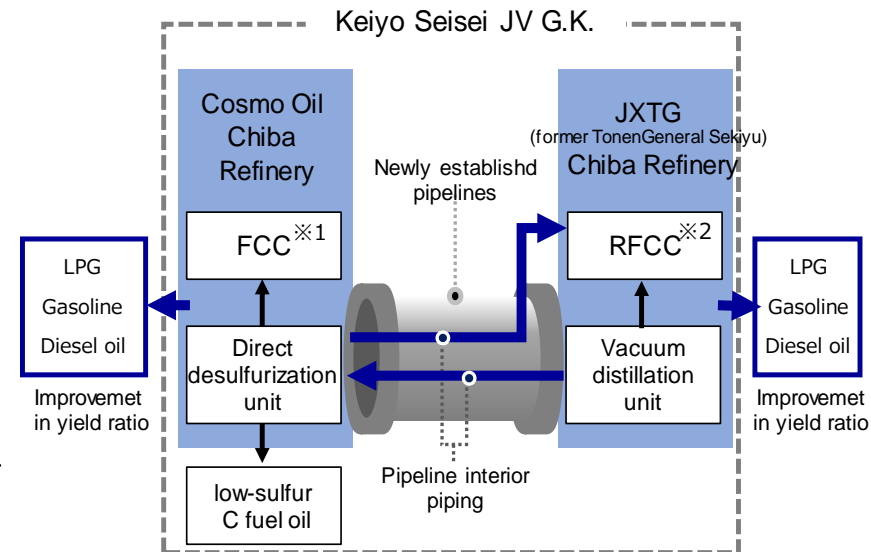 Keiyo Seisei JV G.K.
Cosmo Oil
Chiba
Refinery
JXTG
(former TonenGeneral Sekiyu)
Chiba Refinery
Newly establishd
pipelines
FCC※1
RFCC※2
LPG
Gasoline
Diesel oil
Improvemet
in yield ratio
Direct
desulfurization
unit
Vacuum
distillation
unit
LPG
Gasoline
Diesel oil
Improvemet
in yield ratio
Pipeline interior
piping
low-sulfur
C fuel oil